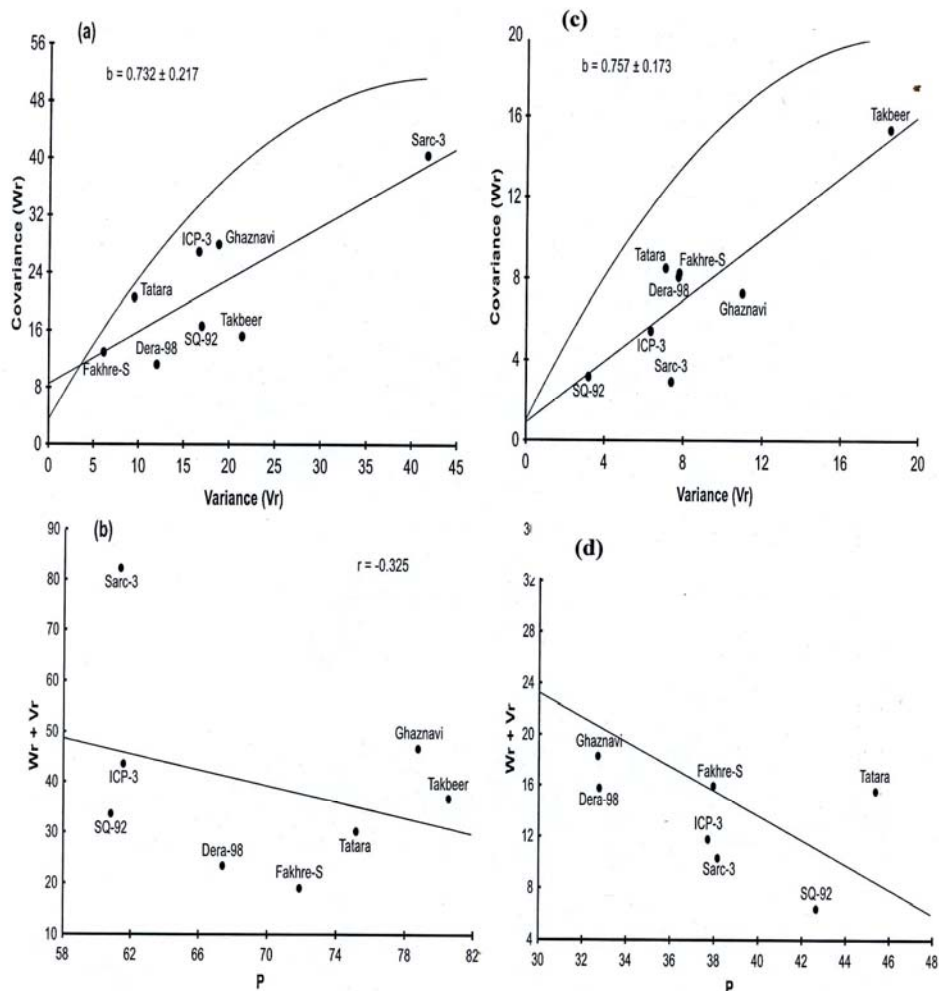 (a)
b = 0.732 ± 0.217
Covariance (Wr)
56
48
40
32
24
16
8
0
Sarc-3
ICP-3
Ghaznavi
Tatara
SQ-92
Takbeer
Dera-98
Fakhre-S
0 5 10 15 20 25 30 35 40 45
Variance (Vr)
(c)
b = 0.757 ± 0.173
Covariance (Wr)
20
16
12
8
4
0
Takbeer
Tatara
Fakhre-S
Dera-98
Ghaznavi
ICP-3
Sarc-3
SQ-92
0 4 8 12 16 20
Variance (Vr)
(b)
r = -0.325
Wr + Vr
90
80
70
60
50
40
30
20
10
Sarc-3
Ghaznavi
ICP-3
Takbeer
SQ-92
Tatara
Dera-98
Fakhre-S
58 62 66 70 74 78 82
P
(d)
Wr + Vr
32
28
24
20
16
12
8
4
Ghaznavi
Fakhre-S
Tatara
Dera-98
ICP-3
Sarc-3
SQ-92
30 32 34 36 38 40 42 44 46 48
P